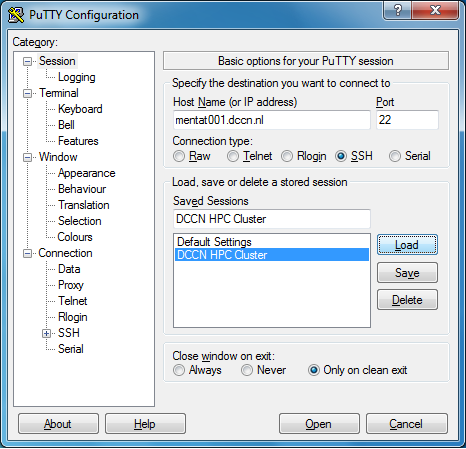 PuTTY Configuration
?
Category:
Session
Logging
Terminal
Keyboard
Bell
Features
Window
Appearance
Behaviour
Translation
Selection
Colours
Connection
Data
Proxy
Telnet
Rlogin
SSH
Serial
Basic options for your PuTTY session
Specify the destination you want to connect to
Host Name (or IP address) Port
mentat001.dccn.nl 22
Connection type:
Raw Telnet Rlogin SSH Serial
Load, save or delete a stored session
Saved Sessions
DCCN HPC Cluster
Default Settings
DCCN HPC Cluster
Load
Save
Delete
Close window on exit:
Always Never Only on clean exit
About Help Open Cancel